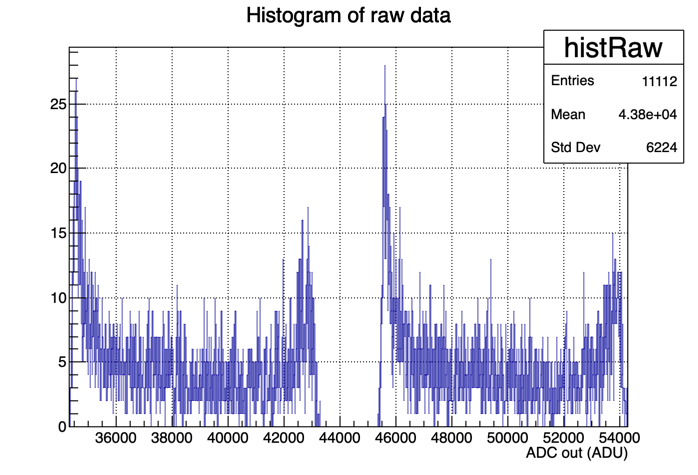 Histogram of raw data
histRaw
Entries 11112
Mean 4.38e+04
Std Dev 6224
25
20
15
10
5
0
36000 38000 40000 42000 44000 46000 48000 50000 52000 54000
ADC out (ADU)